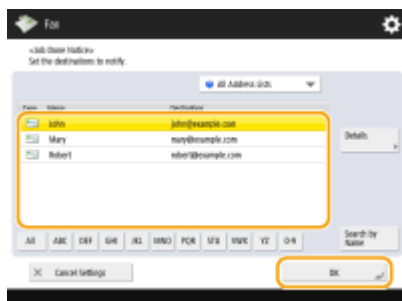 Fax
<Job Done Notice>
Set the destinations to notify.
All Address Lists
Type Name Destination
John john@example.com
Mary mary@example.com
Robert robert@example.com
Details
All ABC DEF GHI JKL MNO PQR STU VWX YZ 0-9
Search by
Name
Cancel Settings
OK